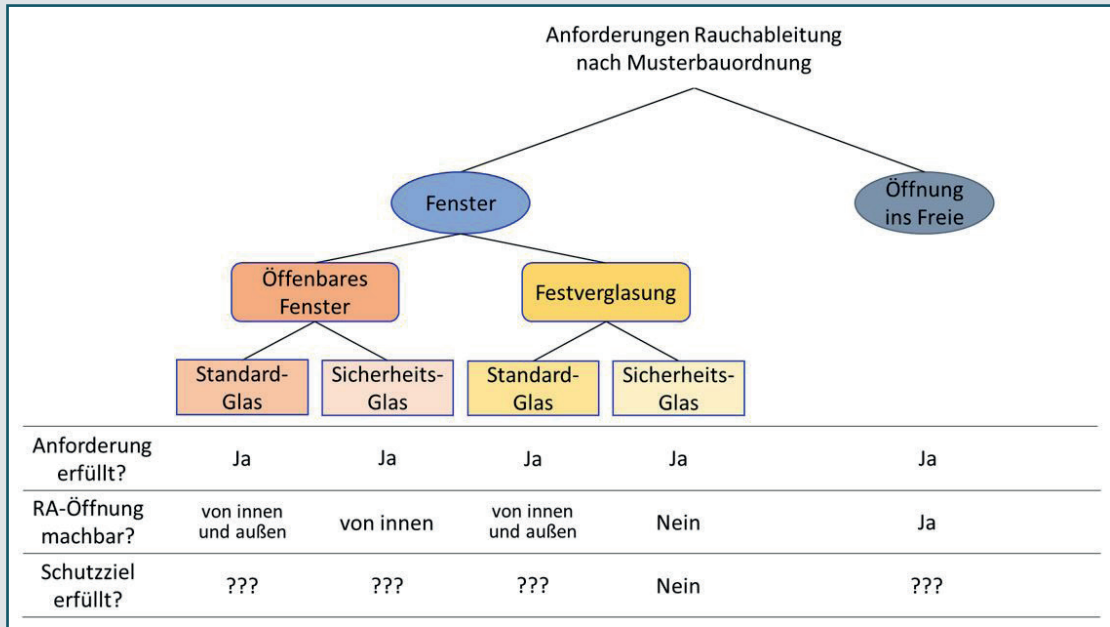 Anforderungen Rauchableitung
nach Musterbauordnung
Fenster
Öffnung
ins Freie
Öffenbares
Fenster
Festverglasung
Standard-
Glas
Sicherheits-
Glas
Standard-
Glas
Sicherheits-
Glas
Anforderung
erfüllt?
Ja
Ja
Ja
Ja
Ja
RA-Öffnung
machbar?
von innen
und außen
von innen
von innen
und außen
Nein
Ja
Schutzziel
erfüllt?
???
???
???
Nein
???